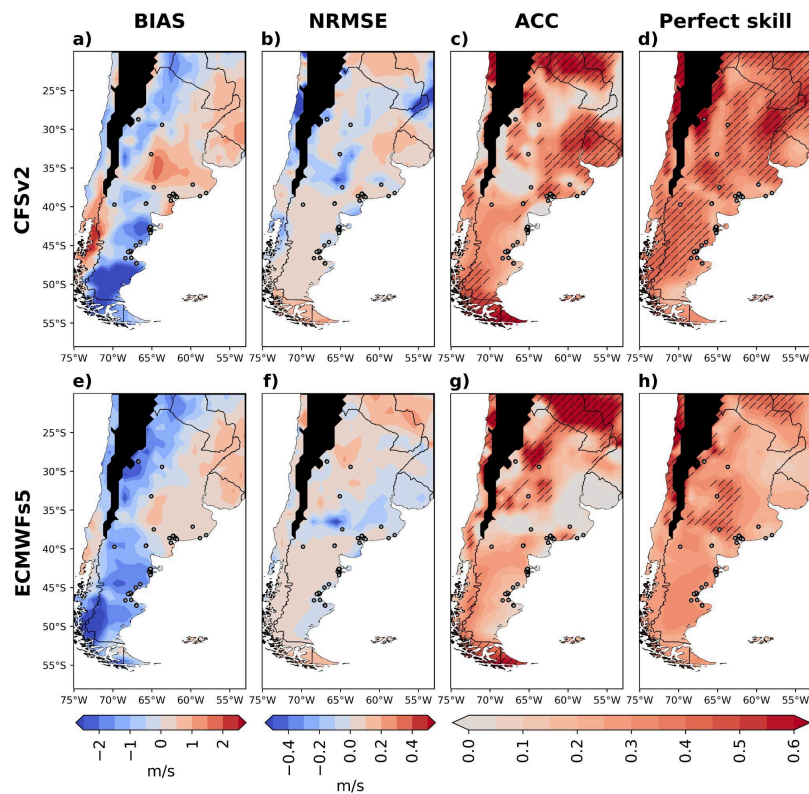 BIAS NRMSE ACC Perfect skill
a) b) c) d)
CFSv2
25°S
30°S
35°S
40°S
45°S
50°S
55°S
75°W 70°W 65°W 60°W 55°W 75°W 70°W 65°W 60°W 55°W 75°W 70°W 65°W 60°W 55°W 75°W 70°W 65°W 60°W 55°W
e) f) g) h)
ECMWFs5
25°S
30°S
35°S
40°S
45°S
50°S
55°S
75°W 70°W 65°W 60°W 55°W 75°W 70°W 65°W 60°W 55°W 75°W 70°W 65°W 60°W 55°W 75°W 70°W 65°W 60°W 55°W
−2 −1 0 1 2
m/s
−0.4 −0.2 0.0 0.2 0.4
m/s
0.0 0.1 0.2 0.3 0.4 0.5 0.6